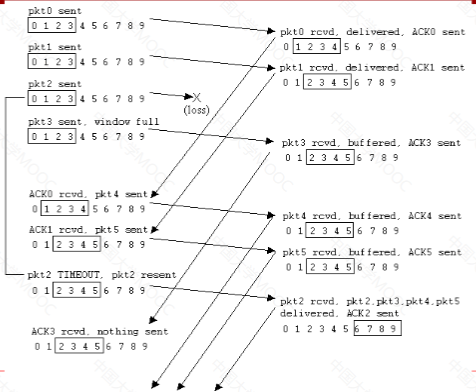 pkt0 sent
0 1 2 3 4 5 6 7 8 9
pkt1 sent
0 1 2 3 4 5 6 7 8 9
pkt2 sent
0 1 2 3 4 5 6 7 8 9
X
(loss)
pkt3 sent, window full
0 1 2 3 4 5 6 7 8 9
ACK0 rcvd, pkt4 sent
0 1 2 3 4 5 6 7 8 9
ACK1 rcvd, pkt5 sent
0 1 2 3 4 5 6 7 8 9
pkt2 TIMEOUT, pkt2 resent
0 1 2 3 4 5 6 7 8 9
ACK3 rcvd, nothing sent
0 1 2 3 4 5 6 7 8 9
pkt0 rcvd, delivered, ACK0 sent
0 1 2 3 4 5 6 7 8 9
pkt1 rcvd, delivered, ACK1 sent
0 1 2 3 4 5 6 7 8 9
pkt3 rcvd, buffered, ACK3 sent
0 1 2 3 4 5 6 7 8 9
pkt4 rcvd, buffered, ACK4 sent
0 1 2 3 4 5 6 7 8 9
pkt5 rcvd, buffered, ACK5 sent
0 1 2 3 4 5 6 7 8 9
pkt2 rcvd, pkt2,pkt3,pkt4,pkt5
delivered, ACK2 sent
0 1 2 3 4 5 6 7 8 9